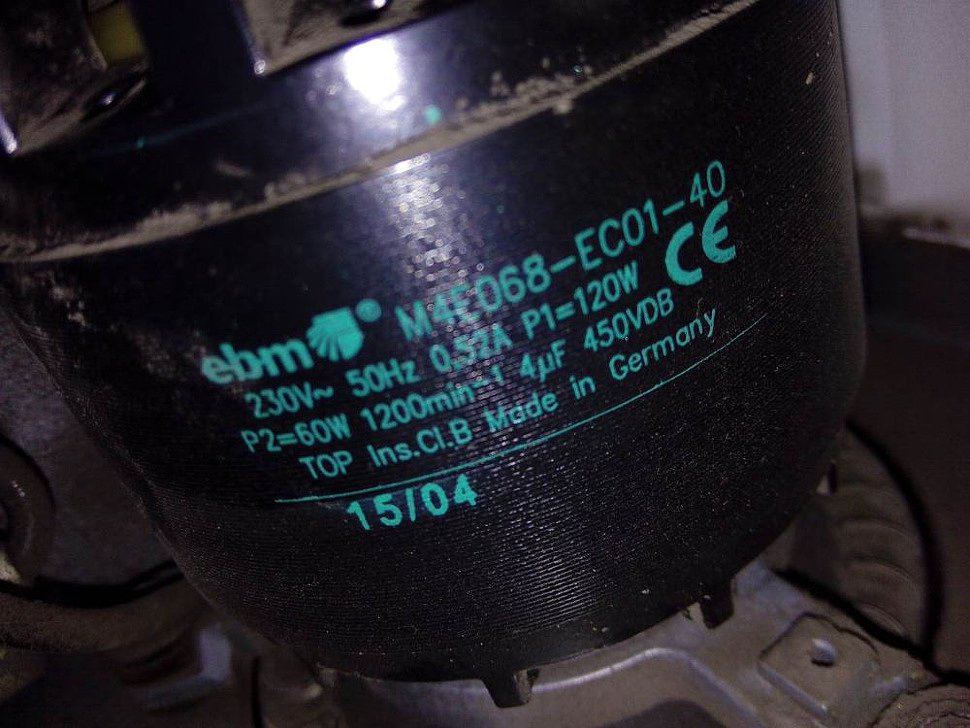 ebm® M4E068-EC01-40
230V~ 50Hz 0.52A P1=120W CE
P2=60W 1200min-1 4µF 450VDB
TOP Ins.Cl.B Made in Germany
15/04